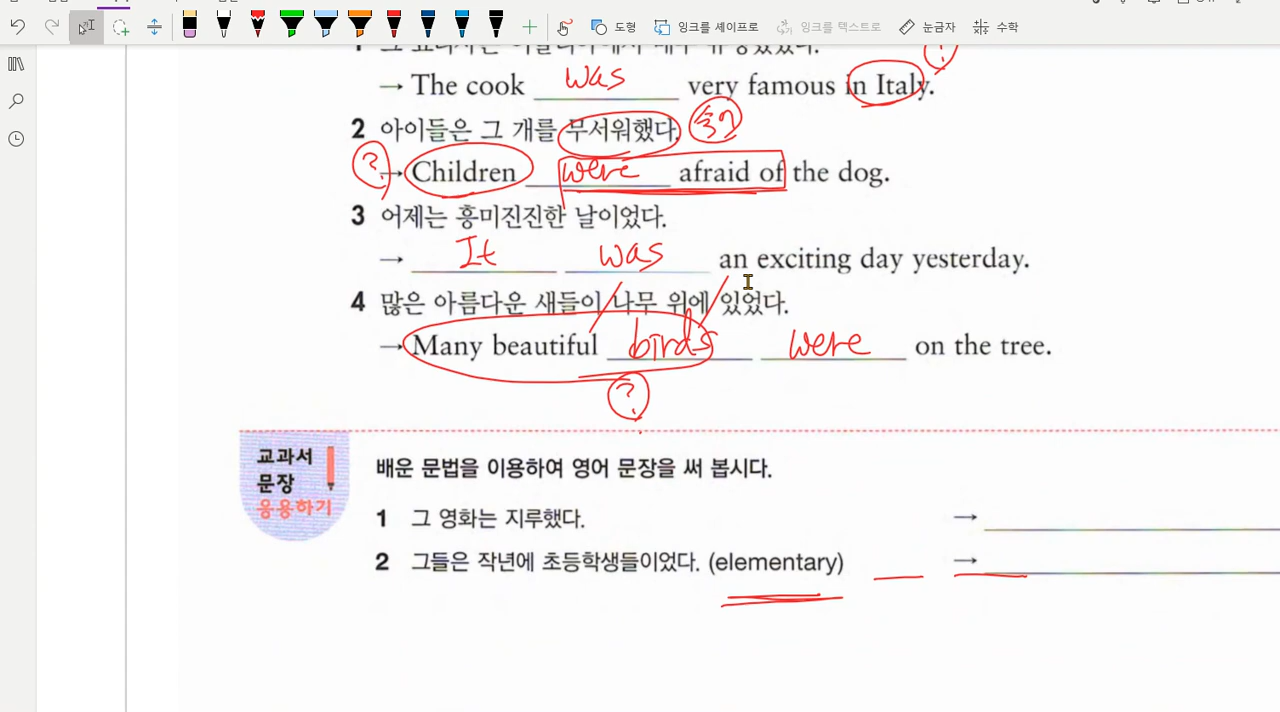 도형 잉크를 셰이프로 잉크를 텍스트로 눈금자 수학
→ The cook was very famous in Italy. ?
2 아이들은 그 개를 무서워했다. 숙어
? → Children were afraid of the dog.
3 어제는 흥미진진한 날이었다.
→ It was an exciting day yesterday.
4 많은 아름다운 새들이 / 나무 위에 / 있었다.
→ Many beautiful birds were on the tree.
?
교과서
문장
응용하기
배운 문법을 이용하여 영어 문장을 써 봅시다.
1 그 영화는 지루했다. →
2 그들은 작년에 초등학생들이었다. (elementary) →